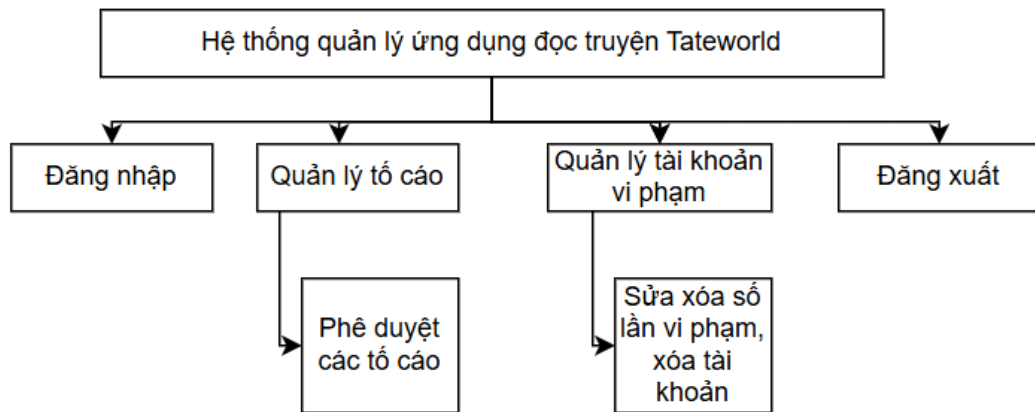 Hệ thống quản lý ứng dụng đọc truyện Tateworld
Đăng nhập
Quản lý tố cáo
Quản lý tài khoản
vi phạm
Đăng xuất
Phê duyệt
các tố cáo
Sửa xóa số
lần vi phạm,
xóa tài
khoản